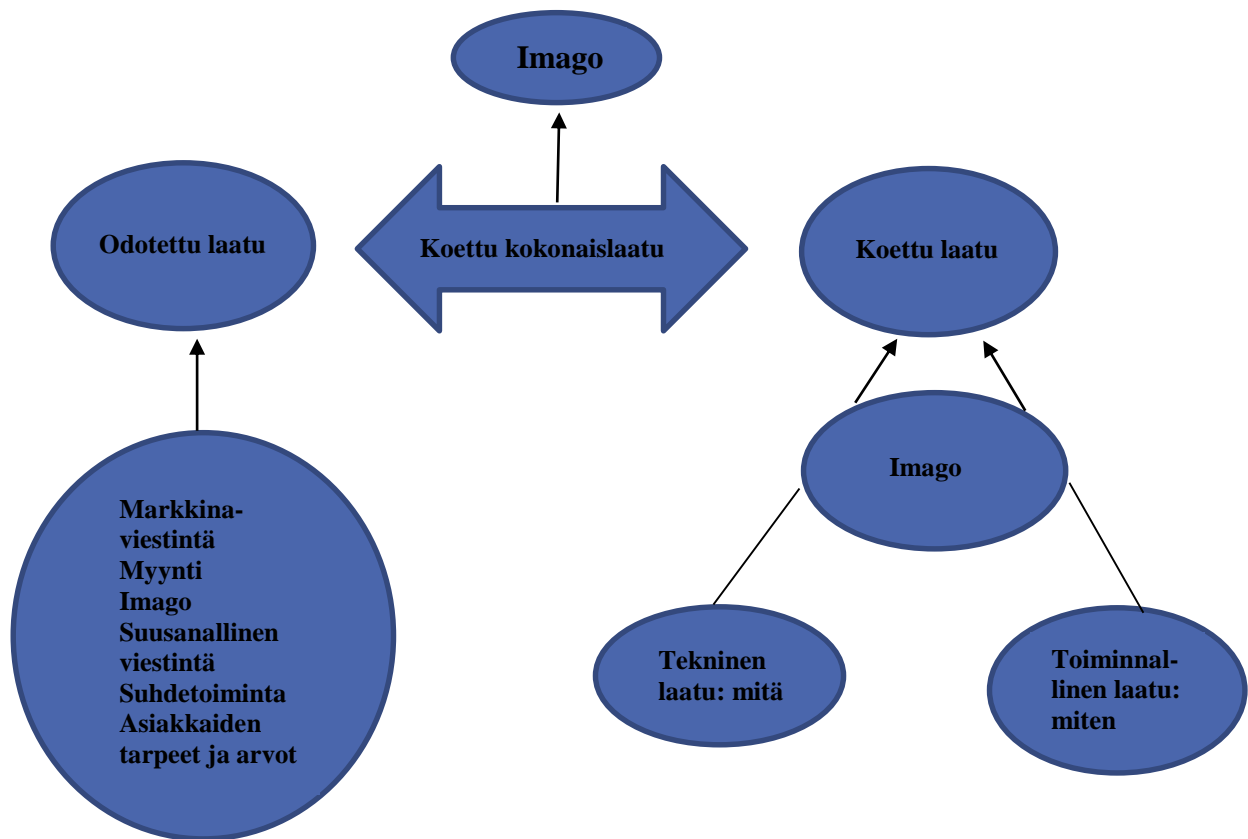 Imago
Odotettu laatu
Koettu kokonaislaatu
Koettu laatu
Imago
Markkina-
viestintä
Myynti
Imago
Suusanallinen
viestintä
Suhdetoiminta
Asiakkaiden
tarpeet ja arvot
Tekninen
laatu: mitä
Toiminnal-
linen laatu:
miten